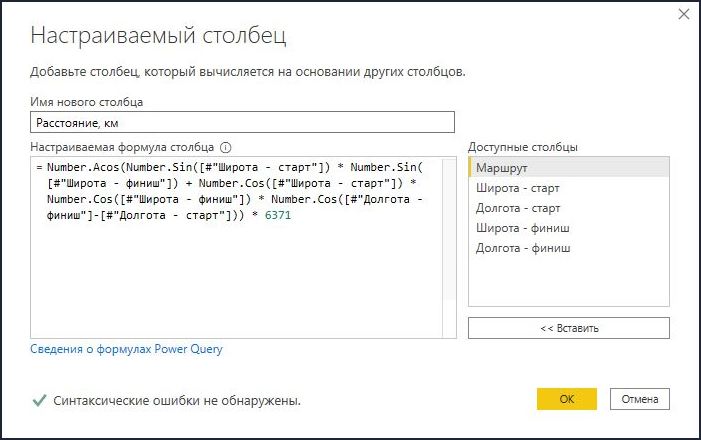 Настраиваемый столбец
Добавьте столбец, который вычисляется на основании других столбцов.
Имя нового столбца
Расстояние, км
Настраиваемая формула столбца
Доступные столбцы
= Number.Acos(Number.Sin([#"Широта - старт"]) * Number.Sin(
[#"Широта - финиш"]) + Number.Cos([#"Широта - старт"]) *
Number.Cos([#"Широта - финиш"]) * Number.Cos([#"Долгота -
финиш"]-[#"Долгота - старт"])) * 6371
Маршрут
Широта - старт
Долгота - старт
Широта - финиш
Долгота - финиш
<< Вставить
Сведения о формулах Power Query
Синтаксические ошибки не обнаружены.
ОК
Отмена